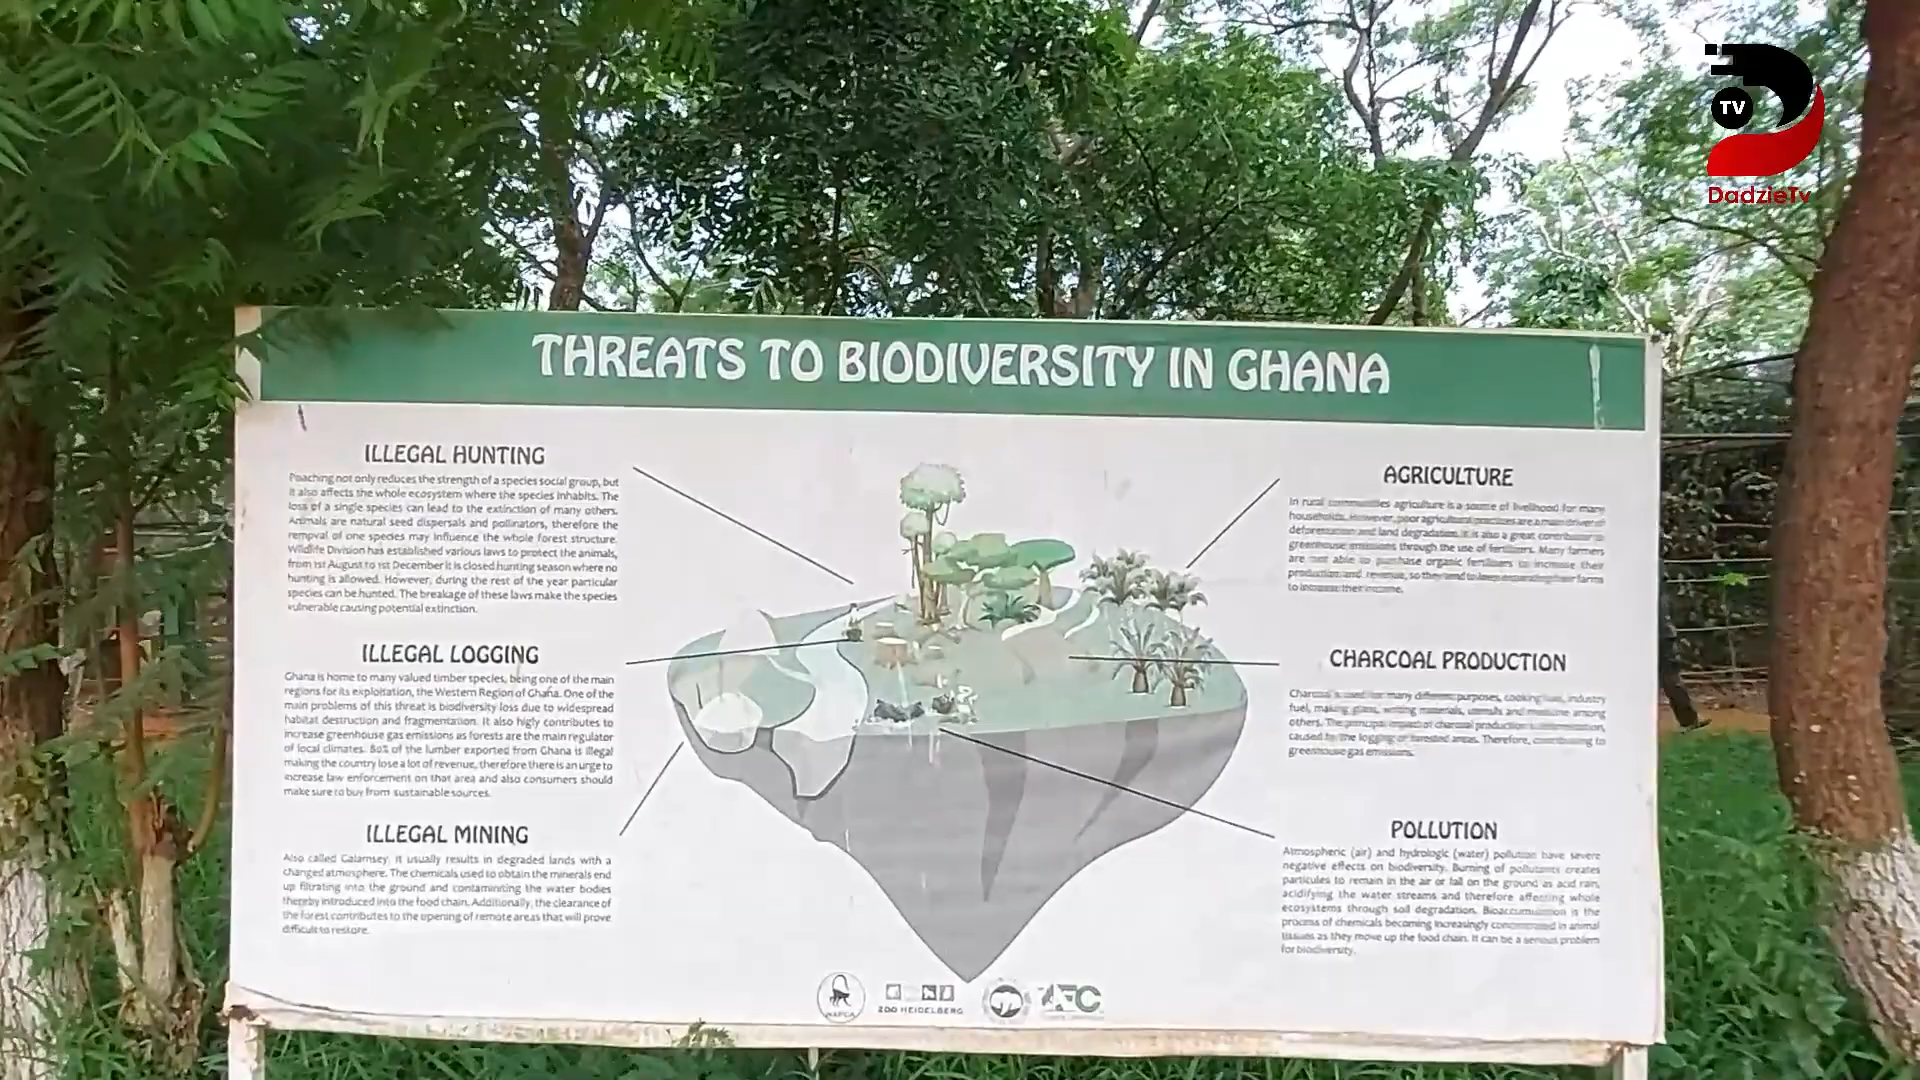 TV
DadzieTv
THREATS TO BIODIVERSITY IN GHANA
ILLEGAL HUNTING
Poaching not only reduces the strength of a species social group, but
it also affects the whole ecosystem where the species inhabits. The
loss of a single species can lead to the extinction of many others.
Animals are natural seed dispersals and pollinators, therefore the
removal of one species may influence the whole forest structure.
Wildlife Division has established various laws to protect the animals,
from 1st August to 1st December it is closed hunting season where no
hunting is allowed. However, during the rest of the year particular
species can be hunted. The breakage of these laws make the species
vulnerable causing potential extinction.
ILLEGAL LOGGING
Ghana is home to many valued timber species, being one of the main
regions for its exploitation, the Western Region of Ghana. One of the
main problems of this threat is biodiversity loss due to widespread
habitat destruction and fragmentation. It also higly contributes to
increase greenhouse gas emissions as forests are the main regulator
of local climates. 80% of the lumber exported from Ghana is illegal
making the country lose a lot of revenue, therefore there is an urge to
increase law enforcement on that area and also consumers should
make sure to buy from sustainable sources.
ILLEGAL MINING
Also called Galamsey, it usually results in degraded lands with a
changed atmosphere. The chemicals used to obtain the minerals end
up filtrating into the ground and contaminting the water bodies
thereby introduced into the food chain. Additionally, the clearance of
the forest contributes to the opening of remote areas that will prove
difficult to restore.
AGRICULTURE
In rural communities agriculture is a source of livelihood for many
households. However, poor agricultural practices are a main driver of
deforestation and land degradation. It is also a great contributor to
greenhouse emissions through the use of fertilizers. Many farmers
are not able to purchase organic fertilizers to increase their
production and revenue, so they tend to keep expanding their farms
to increase their income.
CHARCOAL PRODUCTION
Charcoal is used for many different purposes, cooking fuel, industry
fuel, making glass, writing materials, utensils and medicine among
others. The principal impact of charcoal production is deforestation,
caused by the logging of forested areas. Therefore, contributing to
greenhouse gas emissions.
POLLUTION
Atmospheric (air) and hydrologic (water) pollution have severe
negative effects on biodiversity. Burning of pollutants creates
particules to remain in the air or fall on the ground as acid rain,
acidifying the water streams and therefore affecting whole
ecosystems through soil degradation. Bioaccumulation is the
process of chemicals becoming increasingly concentrated in animal
tissues as they move up the food chain. It can be a serious problem
for biodiversity.
WAPCA
ZOO HEIDELBERG